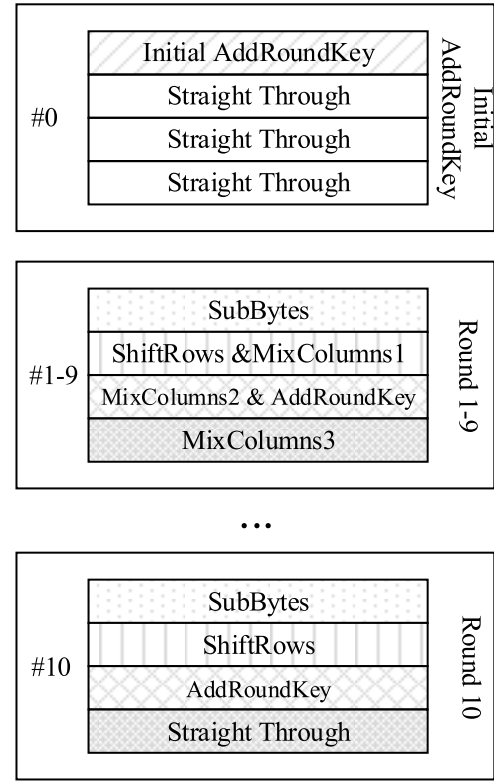 Initial AddRoundKey
Straight Through
Straight Through
Straight Through
#0
Initial
AddRoundKey
SubBytes
ShiftRows &MixColumns1
MixColumns2 & AddRoundKey
MixColumns3
#1-9
Round 1-9
...
SubBytes
ShiftRows
AddRoundKey
Straight Through
#10
Round 10